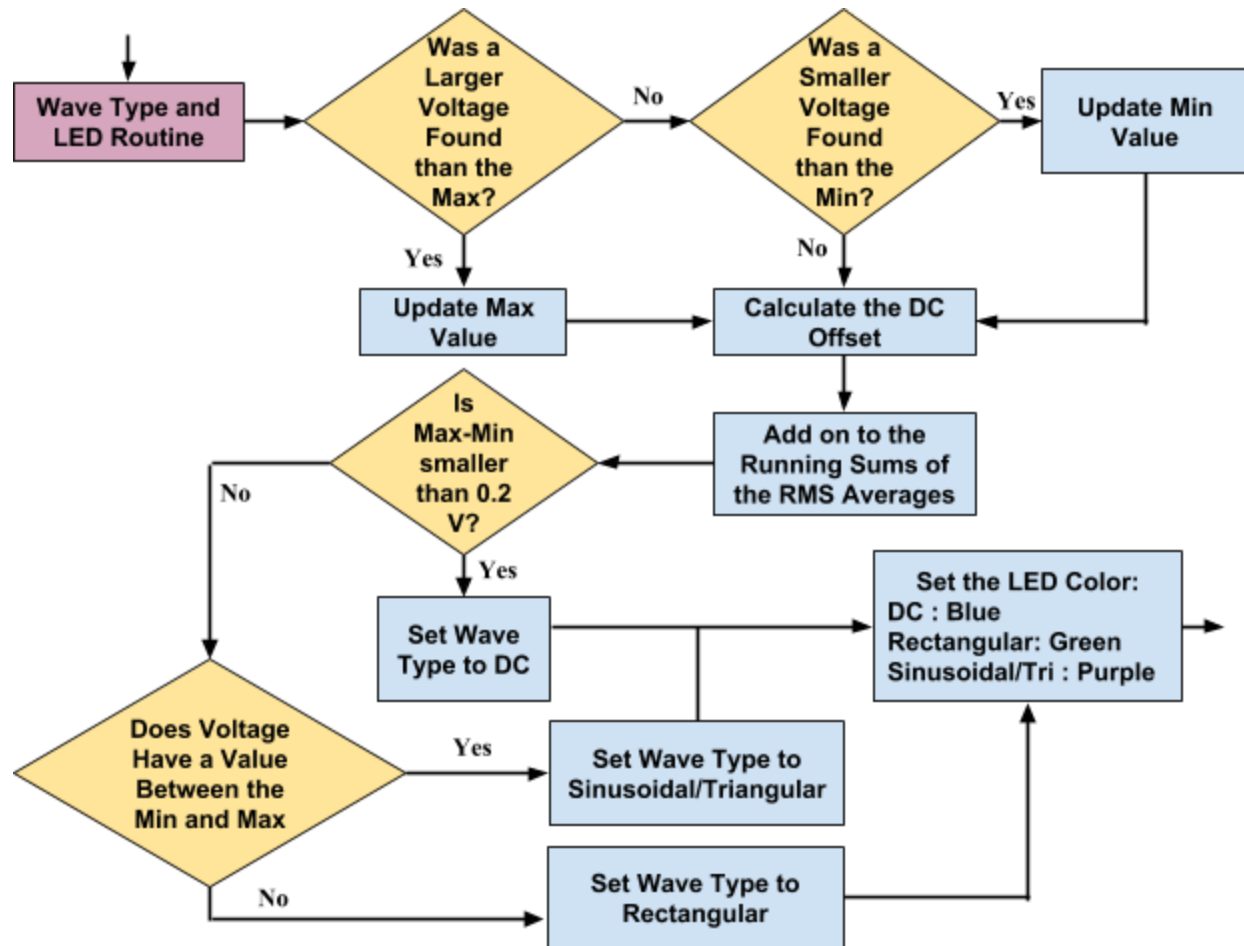 Wave Type and
LED Routine
Was a
Larger
Voltage
Found
than the
Max?
No
Was a
Smaller
Voltage
Found
than the
Min?
Yes
Update Min
Value
Yes
No
Update Max
Value
Calculate the DC
Offset
Is
Max-Min
smaller
than 0.2
V?
Add on to the
Running Sums of
the RMS Averages
No
Yes
Set Wave
Type to DC
Set the LED Color:
DC : Blue
Rectangular: Green
Sinusoidal/Tri : Purple
Does Voltage
Have a Value
Between the
Min and Max
Yes
Set Wave Type to
Sinusoidal/Triangular
No
Set Wave Type to
Rectangular